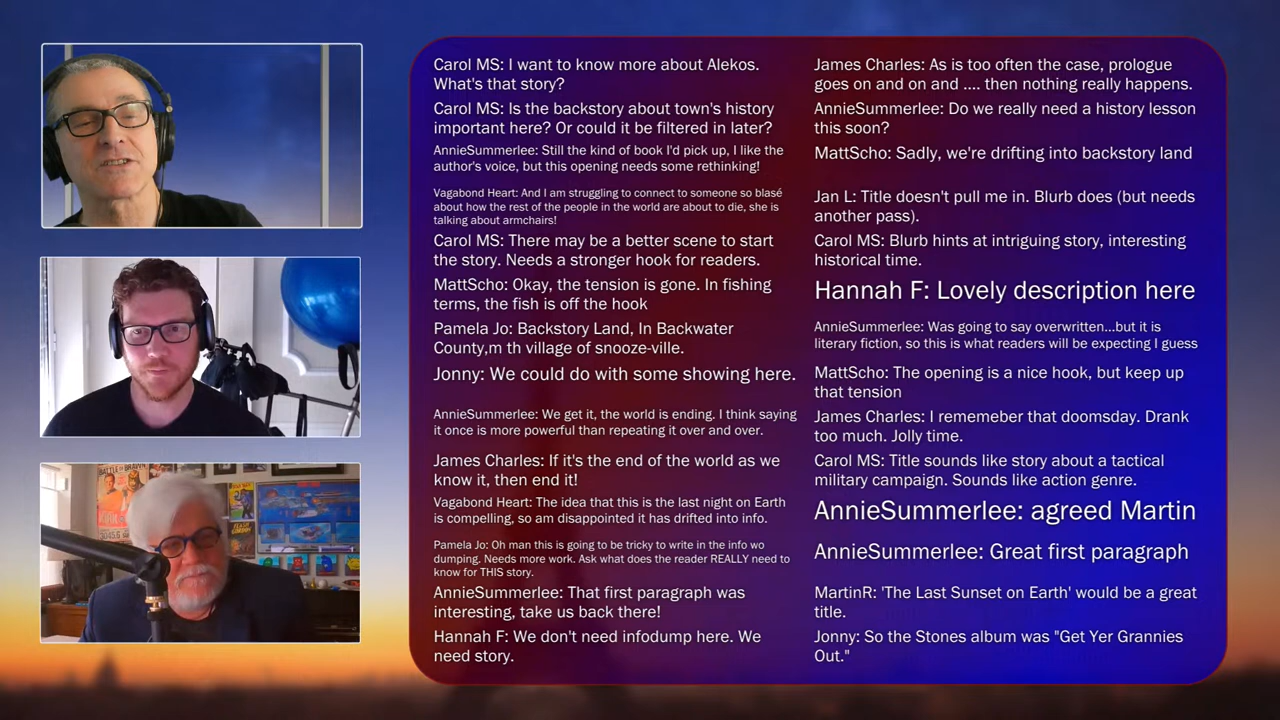 Carol MS: I want to know more about Alekos.
What's that story?
Carol MS: Is the backstory about town's history
important here? Or could it be filtered in later?
AnnieSummerlee: Still the kind of book I'd pick up, I like the
author's voice, but this opening needs some rethinking!
Vagabond Heart: And I am struggling to connect to someone so blasé
about how the rest of the people in the world are about to die, she is
talking about armchairs!
Carol MS: There may be a better scene to start
the story. Needs a stronger hook for readers.
MattScho: Okay, the tension is gone. In fishing
terms, the fish is off the hook
Pamela Jo: Backstory Land, In Backwater
County,m th village of snooze-ville.
Jonny: We could do with some showing here.
AnnieSummerlee: We get it, the world is ending. I think saying
it once is more powerful than repeating it over and over.
James Charles: If it's the end of the world as we
know it, then end it!
Vagabond Heart: The idea that this is the last night on Earth
is compelling, so am disappointed it has drifted into info.
Pamela Jo: Oh man this is going to be tricky to write in the info wo
dumping. Needs more work. Ask what does the reader REALLY need to
know for THIS story.
AnnieSummerlee: That first paragraph was
interesting, take us back there!
Hannah F: We don't need infodump here. We
need story.
James Charles: As is too often the case, prologue
goes on and on and .... then nothing really happens.
AnnieSummerlee: Do we really need a history lesson
this soon?
MattScho: Sadly, we're drifting into backstory land
Jan L: Title doesn't pull me in. Blurb does (but needs
another pass).
Carol MS: Blurb hints at intriguing story, interesting
historical time.
Hannah F: Lovely description here
AnnieSummerlee: Was going to say overwritten...but it is
literary fiction, so this is what readers will be expecting I guess
MattScho: The opening is a nice hook, but keep up
that tension
James Charles: I rememeber that doomsday. Drank
too much. Jolly time.
Carol MS: Title sounds like story about a tactical
military campaign. Sounds like action genre.
AnnieSummerlee: agreed Martin
AnnieSummerlee: Great first paragraph
MartinR: 'The Last Sunset on Earth' would be a great
title.
Jonny: So the Stones album was "Get Yer Grannies
Out."